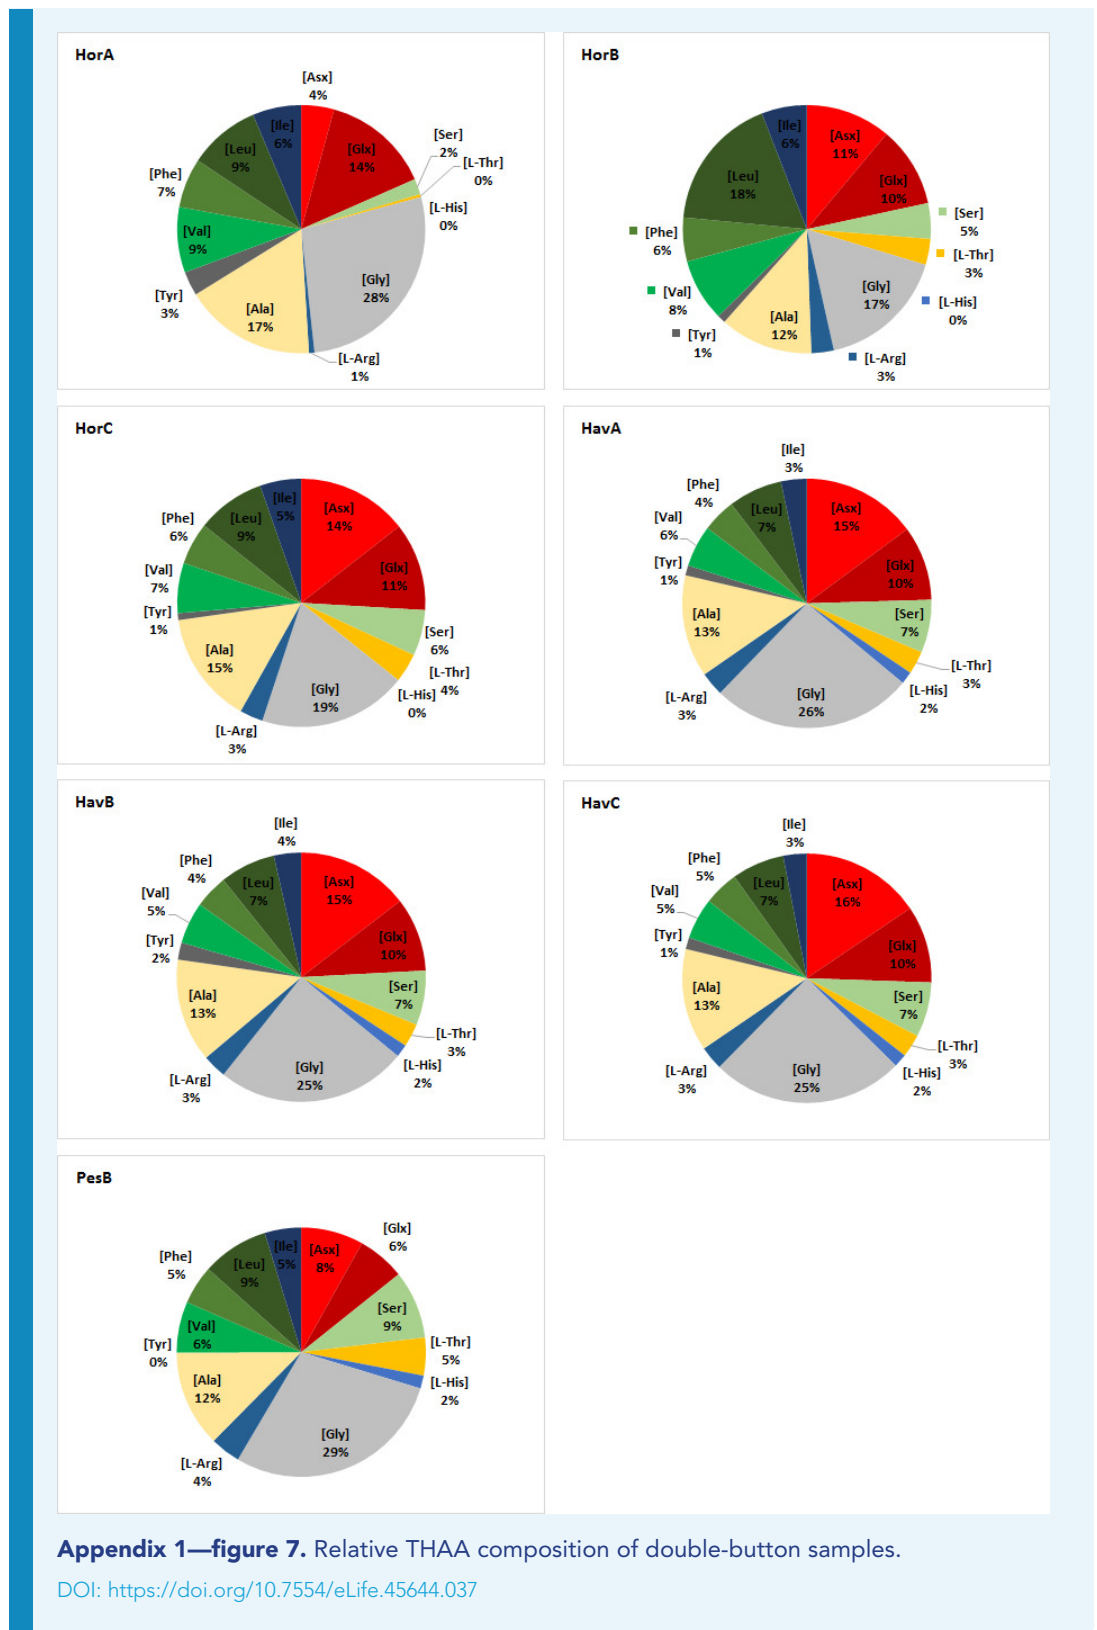 HorA
[Asx]
4%
[Glx]
14%
[Ser]
2%
[L-Thr]
0%
[L-His]
0%
[Gly]
28%
[L-Arg]
1%
[Ala]
17%
[Tyr]
3%
[Val]
9%
[Phe]
7%
[Leu]
9%
[Ile]
6%
HorB
[Asx]
11%
[Glx]
10%
[Ser]
5%
[L-Thr]
3%
[L-His]
0%
[Gly]
17%
[L-Arg]
3%
[Ala]
12%
[Tyr]
1%
[Val]
8%
[Phe]
6%
[Leu]
18%
[Ile]
6%
HorC
[Asx]
14%
[Glx]
11%
[Ser]
6%
[L-Thr]
4%
[L-His]
0%
[Gly]
19%
[L-Arg]
3%
[Ala]
15%
[Tyr]
1%
[Val]
7%
[Phe]
6%
[Leu]
9%
[Ile]
5%
HavA
[Asx]
15%
[Glx]
10%
[Ser]
7%
[L-Thr]
3%
[L-His]
2%
[Gly]
26%
[L-Arg]
3%
[Ala]
13%
[Tyr]
1%
[Val]
6%
[Phe]
4%
[Leu]
7%
[Ile]
3%
HavB
[Asx]
15%
[Glx]
10%
[Ser]
7%
[L-Thr]
3%
[L-His]
2%
[Gly]
25%
[L-Arg]
3%
[Ala]
13%
[Tyr]
2%
[Val]
5%
[Phe]
4%
[Leu]
7%
[Ile]
4%
HavC
[Asx]
16%
[Glx]
10%
[Ser]
7%
[L-Thr]
3%
[L-His]
2%
[Gly]
25%
[L-Arg]
3%
[Ala]
13%
[Tyr]
1%
[Val]
5%
[Phe]
5%
[Leu]
7%
[Ile]
3%
PesB
[Asx]
8%
[Glx]
6%
[Ser]
9%
[L-Thr]
5%
[L-His]
2%
[Gly]
29%
[L-Arg]
4%
[Ala]
12%
[Tyr]
0%
[Val]
6%
[Phe]
5%
[Leu]
9%
[Ile]
5%
Appendix 1—figure 7. Relative THAA composition of double-button samples.
DOI: https://doi.org/10.7554/eLife.45644.037